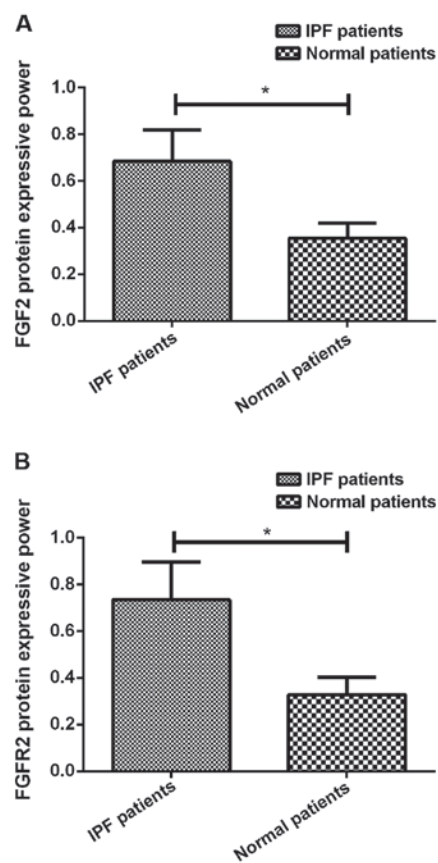 A
IPF patients
Normal patients
FGF2 protein expressive power
1.0
0.8
0.6
0.4
0.2
0.0
*
IPF patients
Normal patients
B
IPF patients
Normal patients
FGFR2 protein expressive power
1.0
0.8
0.6
0.4
0.2
0.0
*
IPF patients
Normal patients